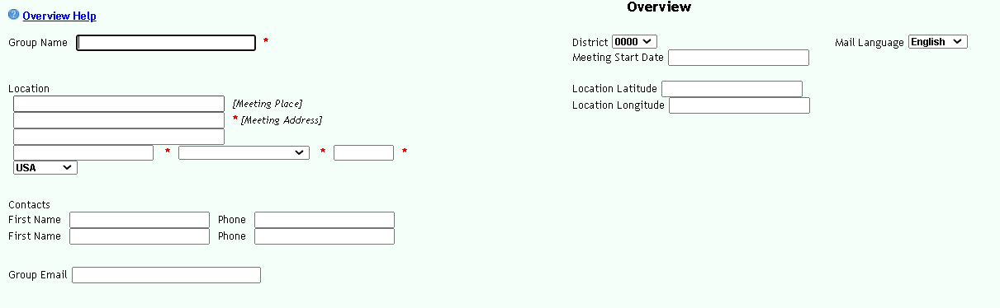 Overview
Overview Help
Group Name *
District 0000
Mail Language English
Meeting Start Date
Location
[Meeting Place]
* [Meeting Address]
* * *
USA
Location Latitude
Location Longitude
Contacts
First Name Phone
First Name Phone
Group Email